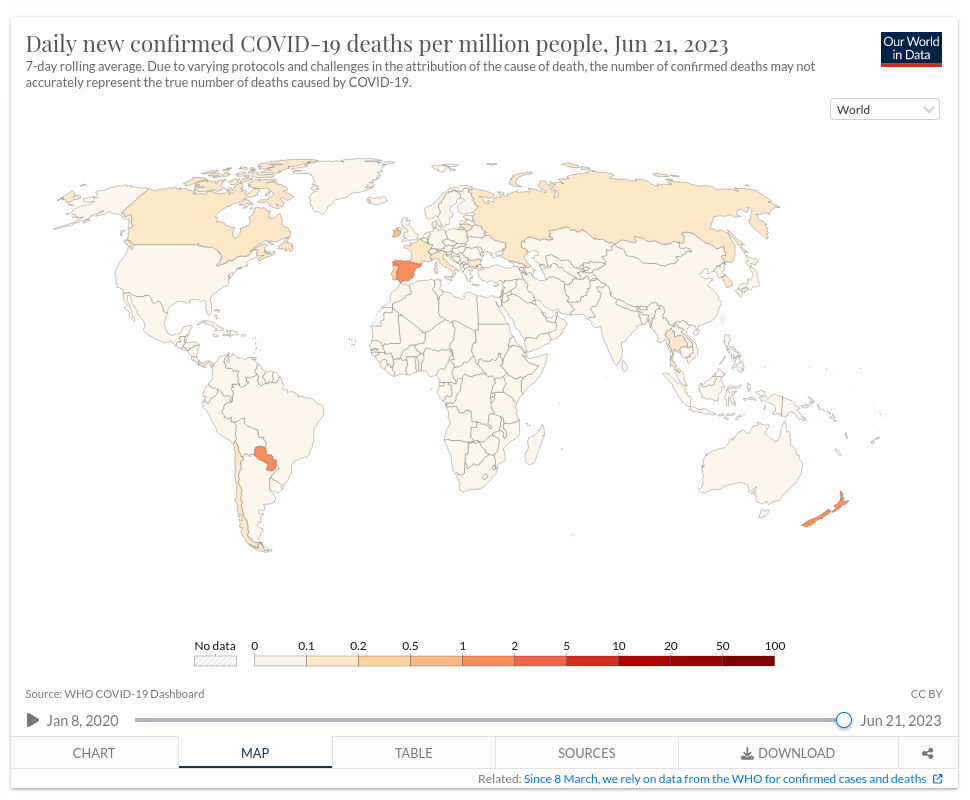 Daily new confirmed COVID-19 deaths per million people, Jun 21, 2023
7-day rolling average. Due to varying protocols and challenges in the attribution of the cause of death, the number of confirmed deaths may not
accurately represent the true number of deaths caused by COVID-19.
Our World
in Data
World
No data 0 0.1 0.2 0.5 1 2 5 10 20 50 100
Source: WHO COVID-19 Dashboard CC BY
Jan 8, 2020 Jun 21, 2023
CHART MAP TABLE SOURCES DOWNLOAD
Related: Since 8 March, we rely on data from the WHO for confirmed cases and deaths